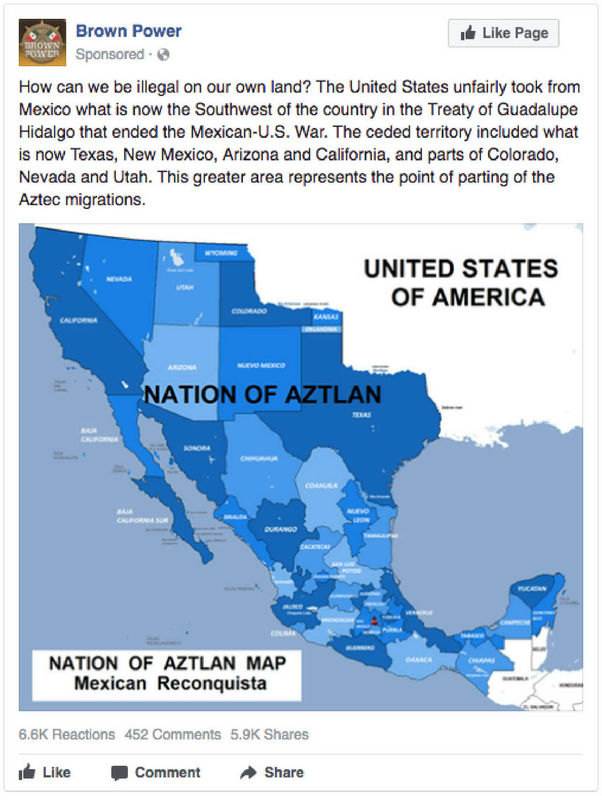 Brown Power
Like Page
BROWN
POWER
Sponsored ·
How can we be illegal on our own land? The United States unfairly took from
Mexico what is now the Southwest of the country in the Treaty of Guadalupe
Hidalgo that ended the Mexican-U.S. War. The ceded territory included what
is now Texas, New Mexico, Arizona and California, and parts of Colorado,
Nevada and Utah. This greater area represents the point of parting of the
Aztec migrations.
WYOMING
UNITED STATES
OF AMERICA
NEVADA
UTAH
COLORADO
KANSAS
CALIFORNIA
OKLAHOMA
ARIZONA
NUEVO MEXICO
NATION OF AZTLAN
TEXAS
BAJA
CALIFORNIA
SONORA
CHIHUAHUA
COAHUILA
BAJA
CALIFORNIA SUR
SINALOA
NUEVO
LEON
DURANGO
TAMAULIPAS
ZACATECAS
SAN LUIS
POTOSI
YUCATAN
JALISCO
VERACRUZ
COLIMA
MICHOACAN
PUEBLA
CAMPECHE
TABASCO
GUERRERO
OAXACA
CHIAPAS
GUATEMALA
HONDURAS
EL SALVADOR
NATION OF AZTLAN MAP
Mexican Reconquista
6.6K Reactions 452 Comments 5.9K Shares
Like Comment Share